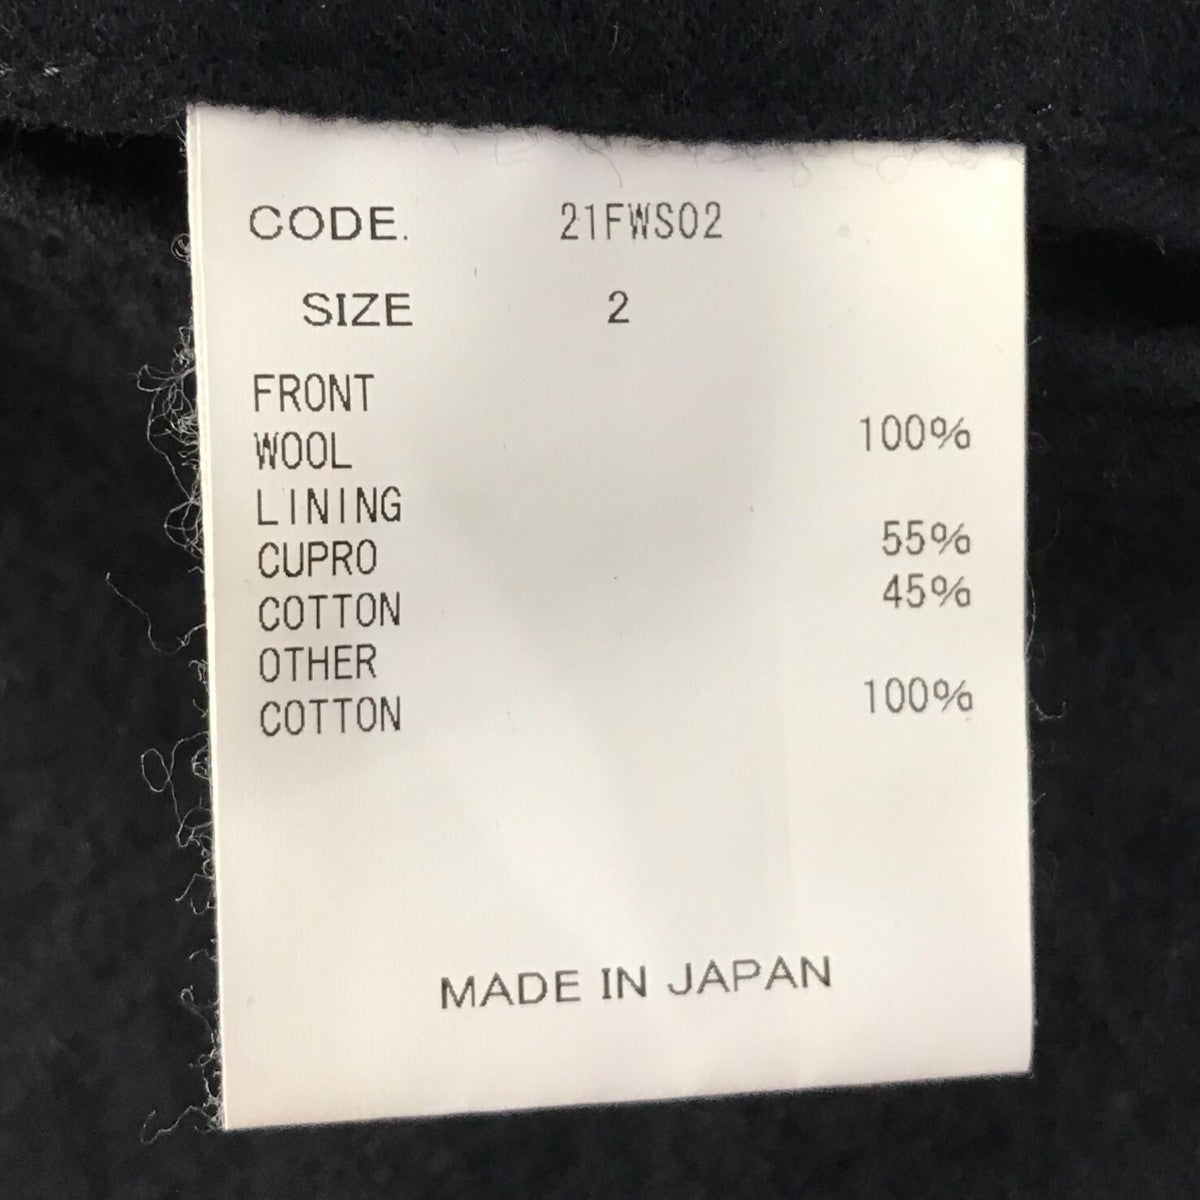 CODE. 21FWS02
SIZE 2
FRONT
WOOL 100%
LINING
CUPRO 55%
COTTON 45%
OTHER
COTTON 100%
MADE IN JAPAN